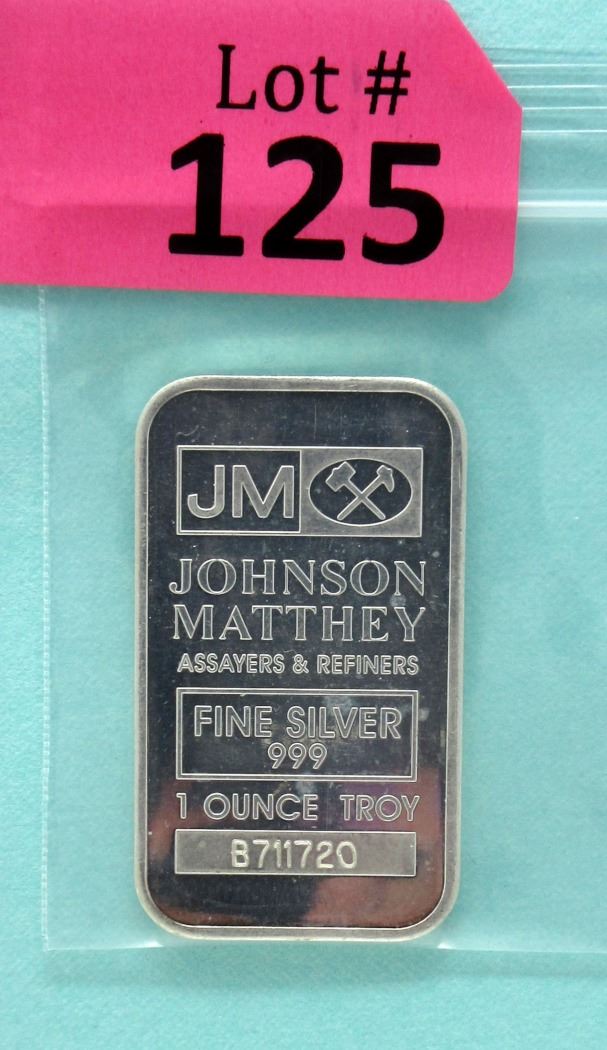 Lot #
125
JM
JOHNSON
MATTHEY
ASSAYERS & REFINERS
FINE SILVER
999
1 OUNCE TROY
B711720